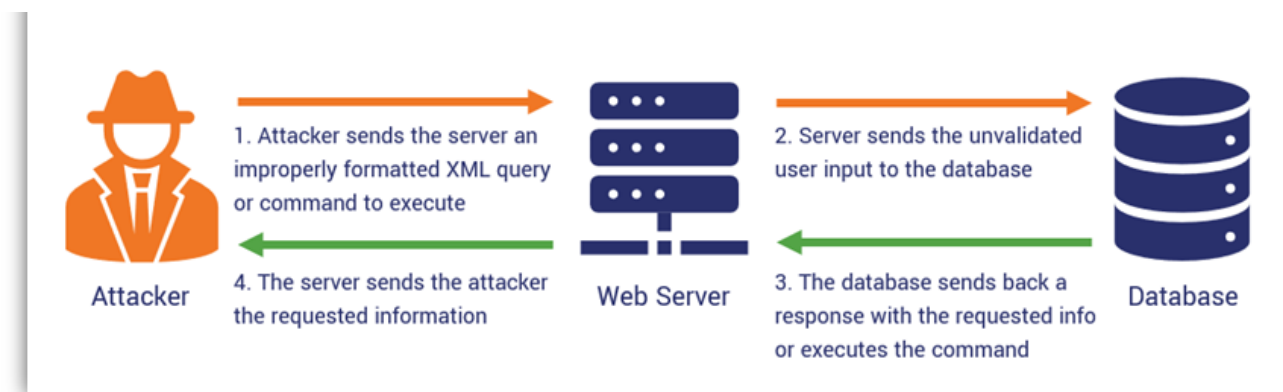 1. Attacker sends the server an
improperly formatted XML query
or command to execute
2. Server sends the unvalidated
user input to the database
Attacker
4. The server sends the attacker
the requested information
Web Server
3. The database sends back a
response with the requested info
or executes the command
Database